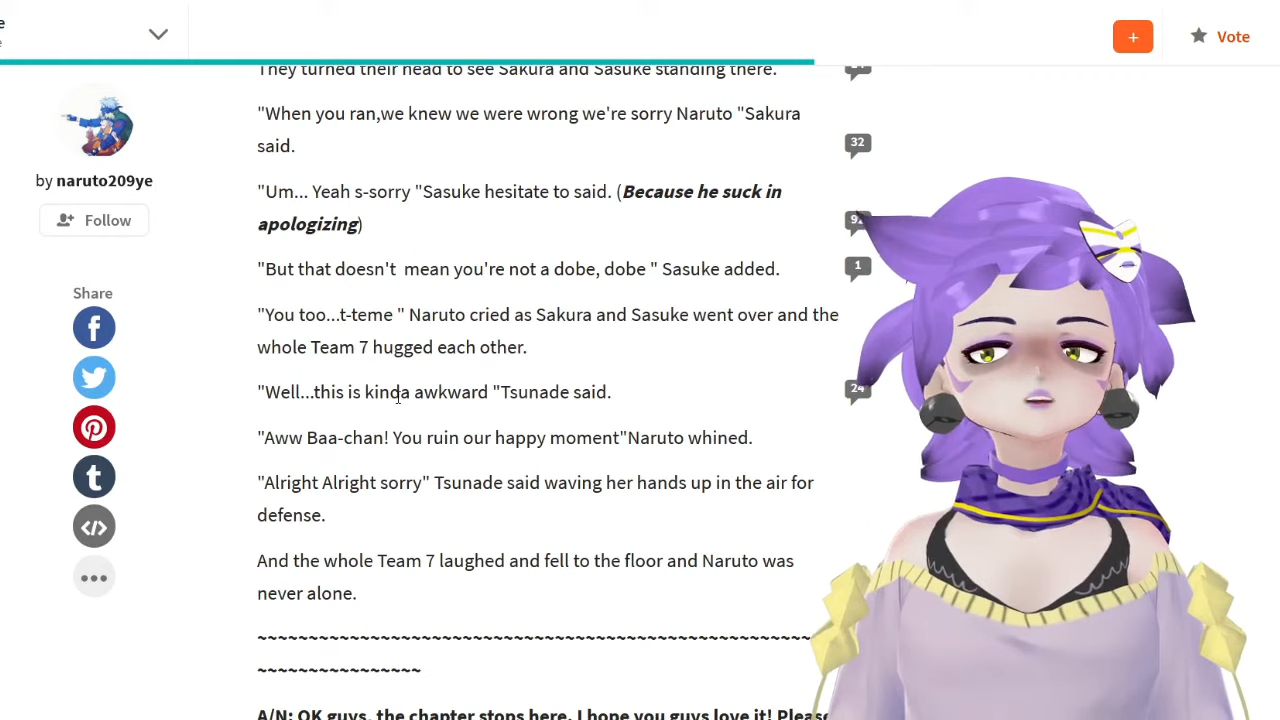 e
Vote
They turned their head to see Sakura and Sasuke standing there.
"When you ran,we knew we were wrong we're sorry Naruto "Sakura
said.
32
by naruto209ye
Follow
"Um... Yeah s-sorry "Sasuke hesitate to said. (Because he suck in
apologizing)
"But that doesn't mean you're not a dobe, dobe " Sasuke added.
1
Share
"You too...t-teme " Naruto cried as Sakura and Sasuke went over and the
whole Team 7 hugged each other.
"Well...this is kinda awkward "Tsunade said.
24
"Aww Baa-chan! You ruin our happy moment"Naruto whined.
"Alright Alright sorry" Tsunade said waving her hands up in the air for
defense.
And the whole Team 7 laughed and fell to the floor and Naruto was
never alone.
~~~~~~~~~~~~~~~~~~~~~~~~~~~~~~~~~~~~~~~~~~~~~~~~~~~~~~
~~~~~~~~~~~~~~~~
A/N: OK guys, the chapter stops here. I hope you guys love it! Please